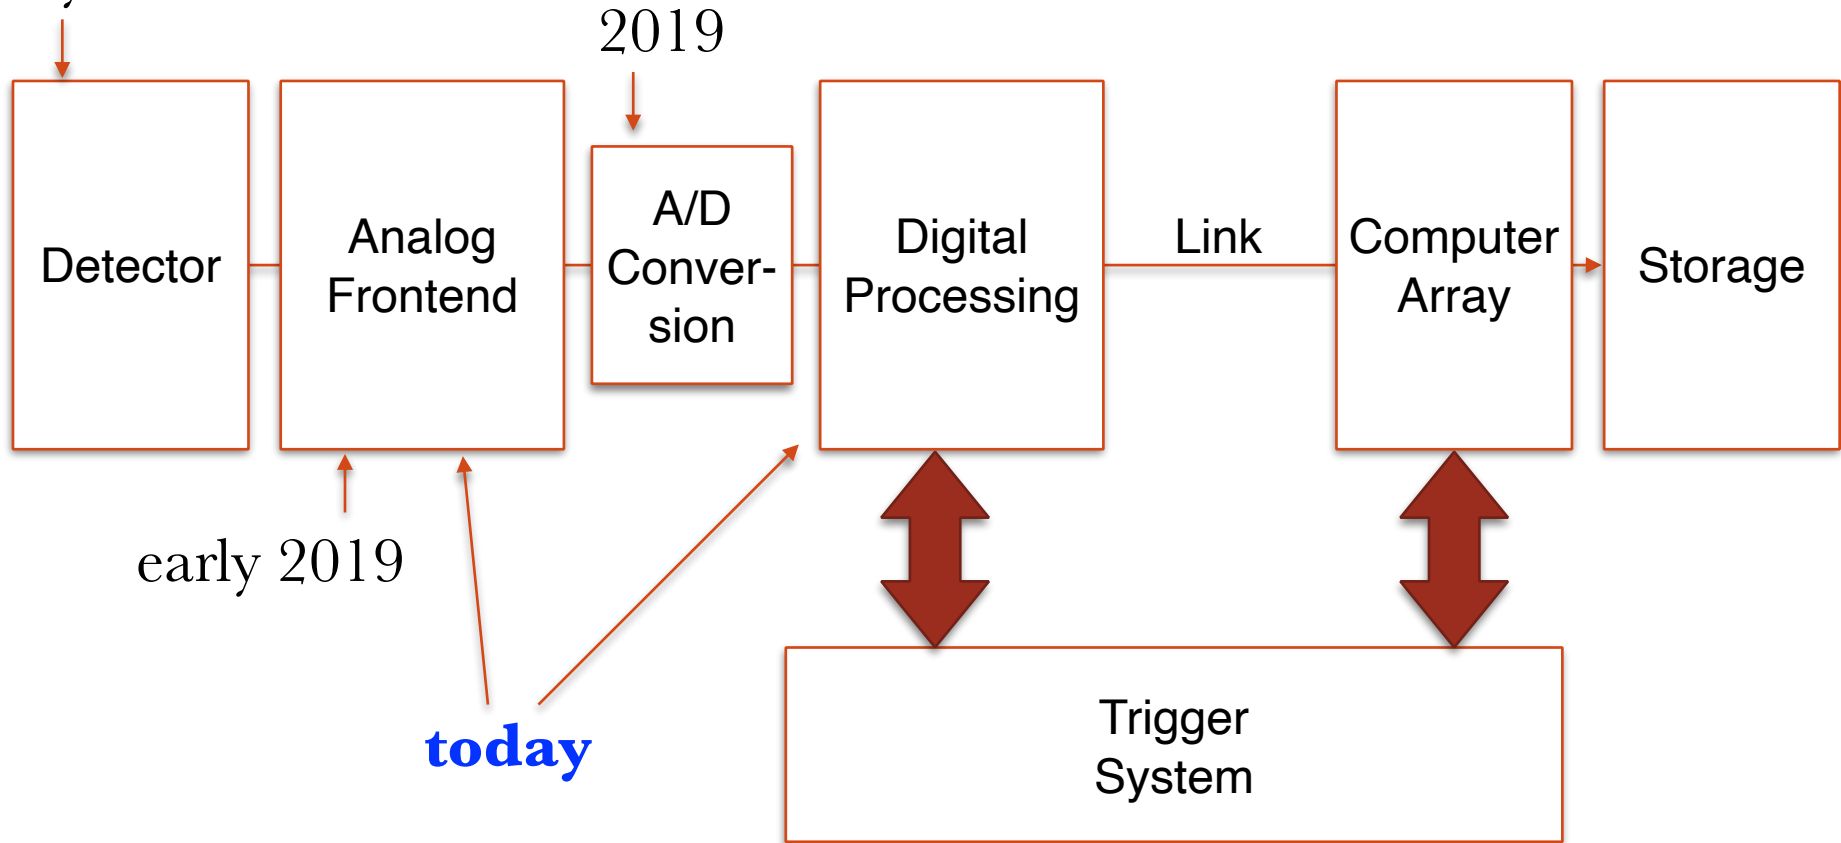 2019
Detector
Analog
Frontend
A/D
Conver-
sion
Digital
Processing
Link
Computer
Array
Storage
early 2019
today
Trigger
System